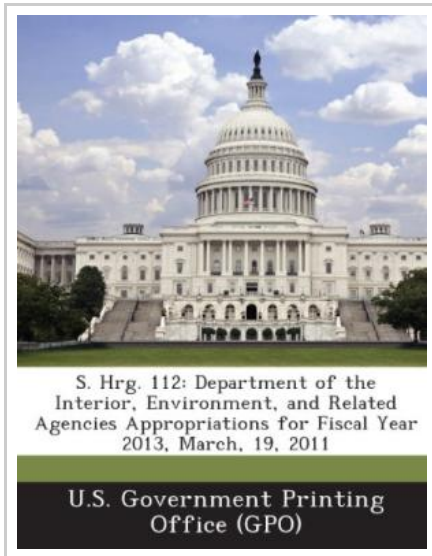 S. Hrg. 112: Department of the
Interior, Environment, and Related
Agencies Appropriations for Fiscal Year
2013, March, 19, 2011
U.S. Government Printing
Office (GPO)